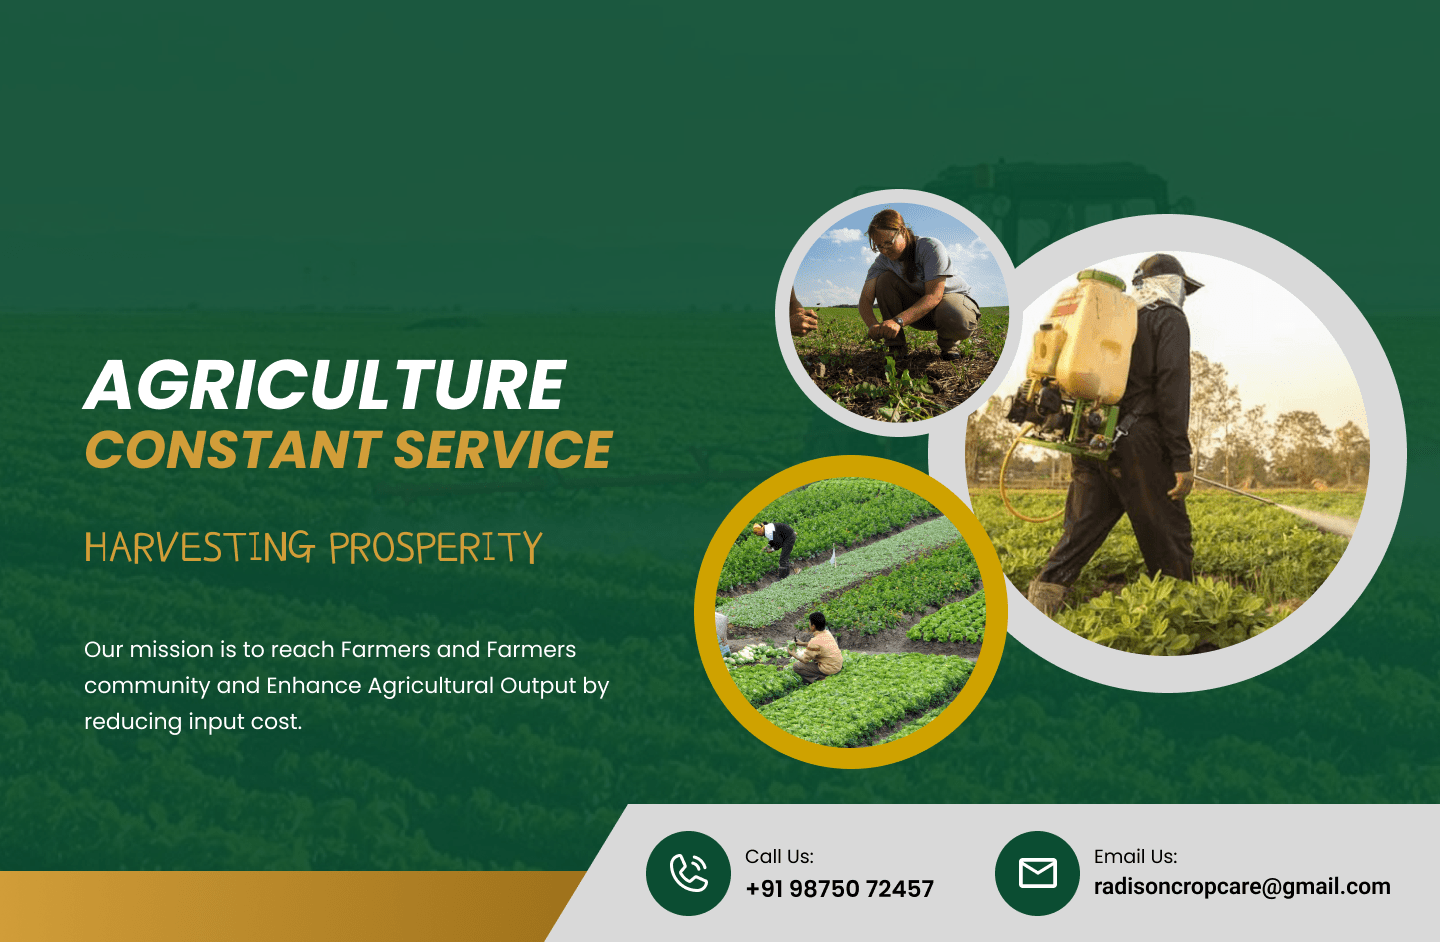 AGRICULTURE
CONSTANT SERVICE
HARVESTING PROSPERITY
Our mission is to reach Farmers and Farmers
community and Enhance Agricultural Output by
reducing input cost.
Call Us:
+91 98750 72457
Email Us:
radisoncropcare@gmail.com